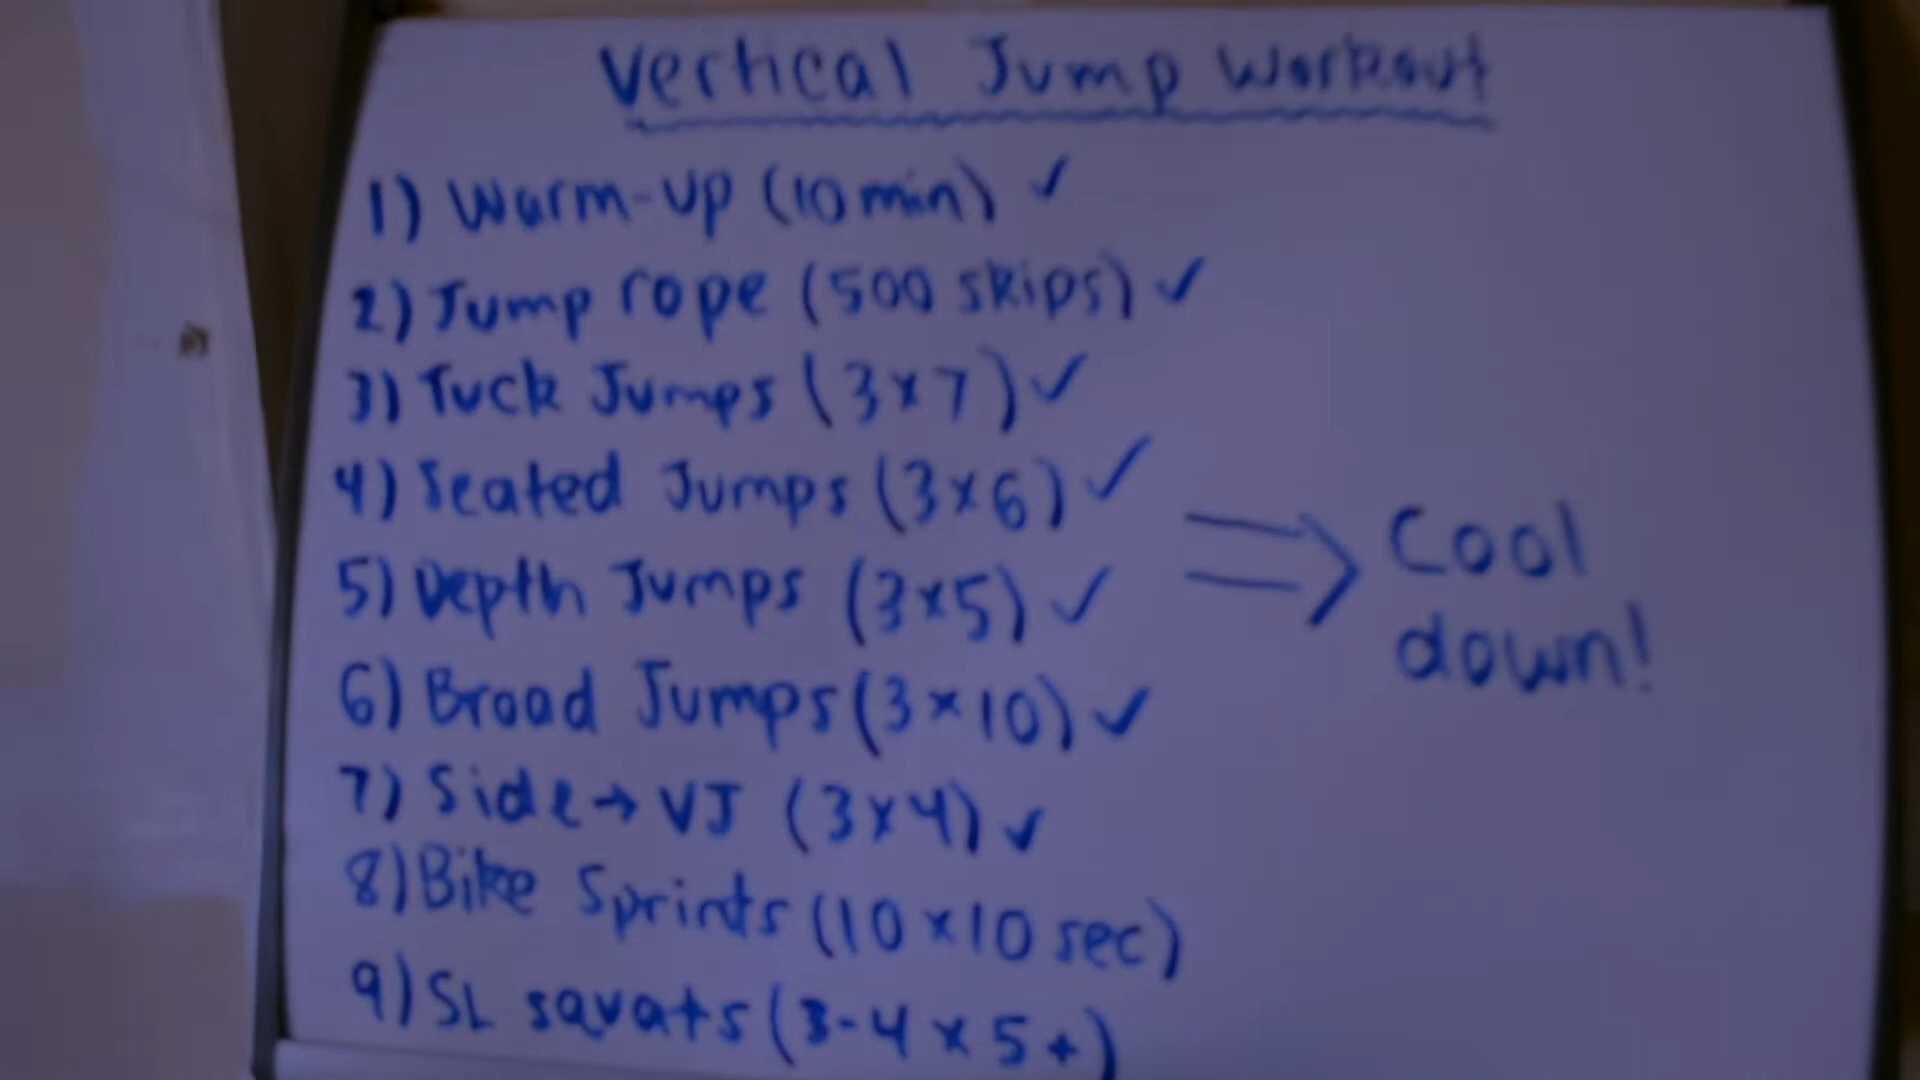 Vertical Jump Workout
1) Warm-up (10 min) ✓
2) Jump rope (500 skips) ✓
3) Tuck Jumps (3x7) ✓
4) Seated Jumps (3x6) ✓
5) Depth Jumps (3x5) ✓
6) Broad Jumps (3x10) ✓
7) Side → VJ (3x4) ✓
8) Bike Sprints (10x10 sec)
9) SL squats (3-4 x 5+)
⇒ Cool
down!